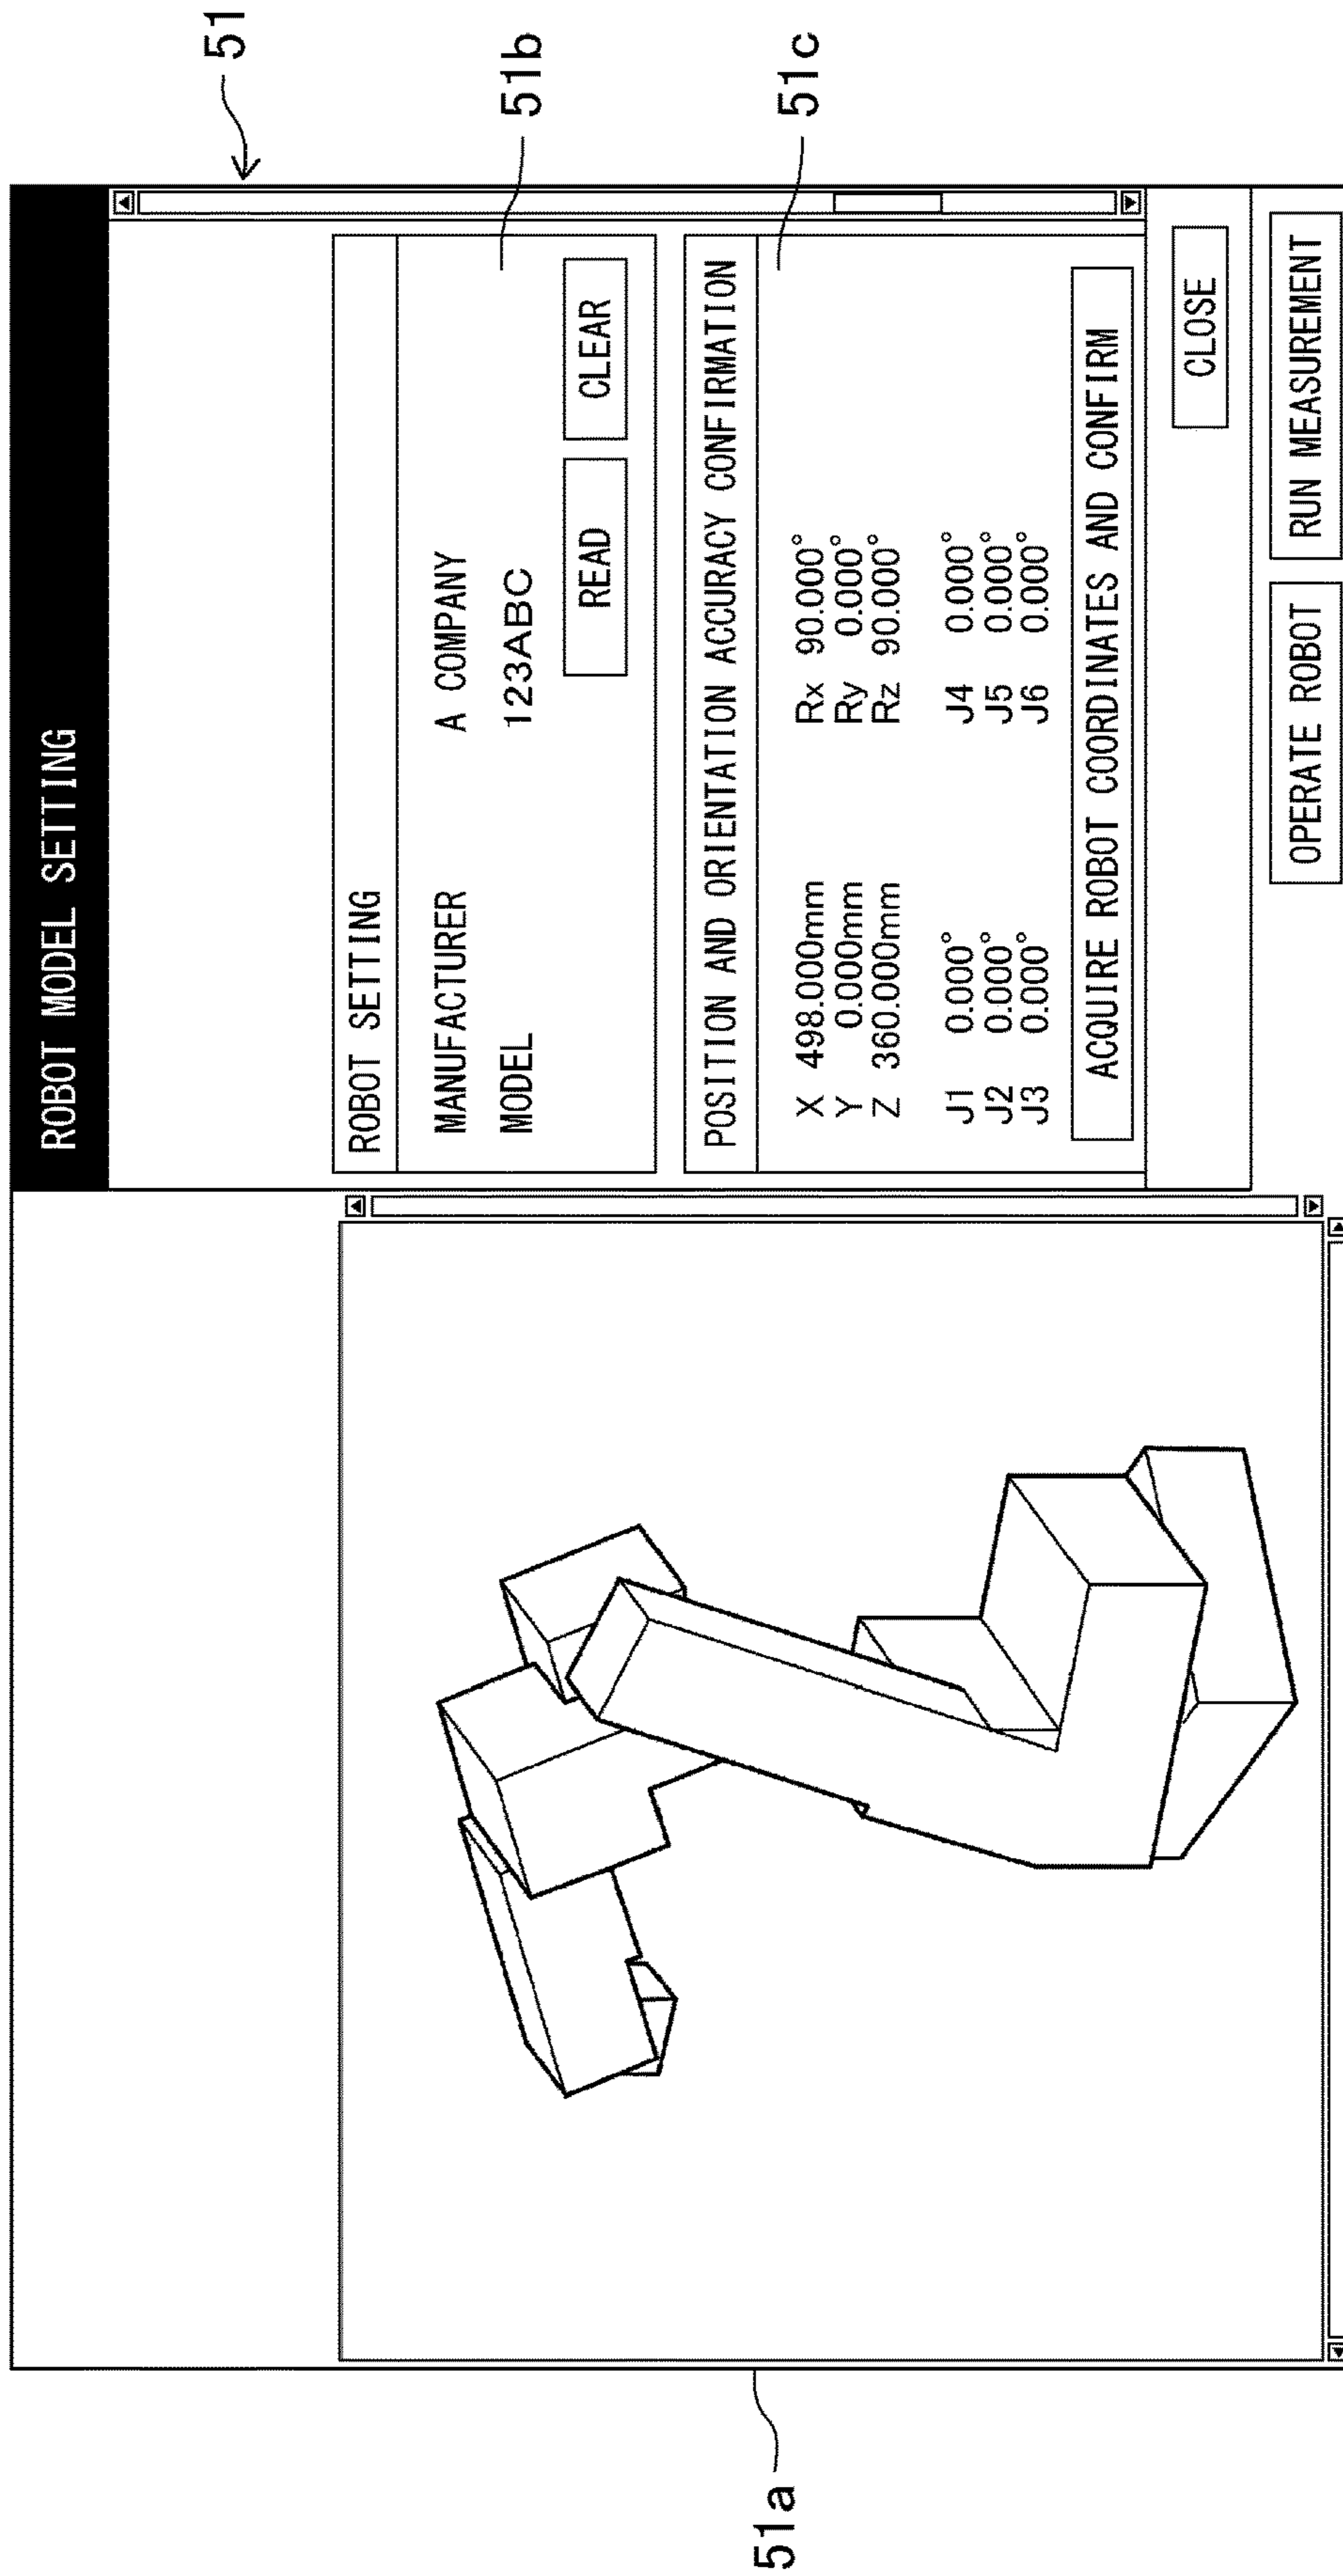 51
ROBOT MODEL SETTING
51a
ROBOT SETTING
51b
MANUFACTURER A COMPANY
MODEL 123ABC
READ CLEAR
POSITION AND ORIENTATION ACCURACY CONFIRMATION
51c
X 498.000mm Rx 90.000°
Y 0.000mm Ry 0.000°
Z 360.000mm Rz 90.000°
J1 0.000° J4 0.000°
J2 0.000° J5 0.000°
J3 0.000° J6 0.000°
ACQUIRE ROBOT COORDINATES AND CONFIRM
CLOSE
OPERATE ROBOT RUN MEASUREMENT